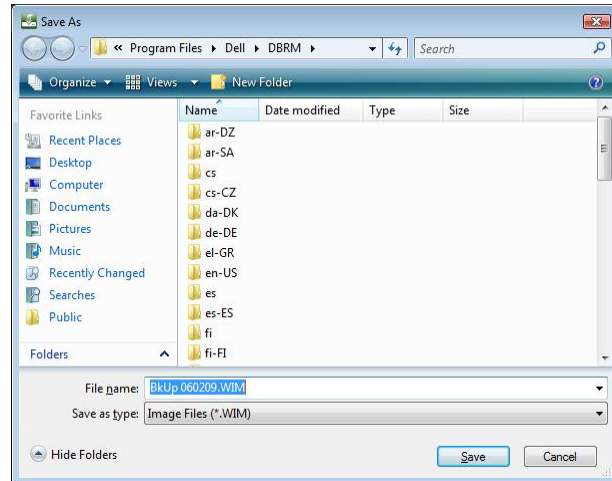 Save As
« Program Files Dell DBRM Search
Organize Views New Folder ?
Favorite Links
Recent Places
Desktop
Computer
Documents
Pictures
Music
Recently Changed
Searches
Public
Folders
Name Date modified Type Size
ar-DZ
ar-SA
cs
cs-CZ
da-DK
de-DE
el-GR
en-US
es
es-ES
fi
fi-FI
File name: BkUp 060209.WIM
Save as type: Image Files (*.WIM)
Hide Folders Save Cancel